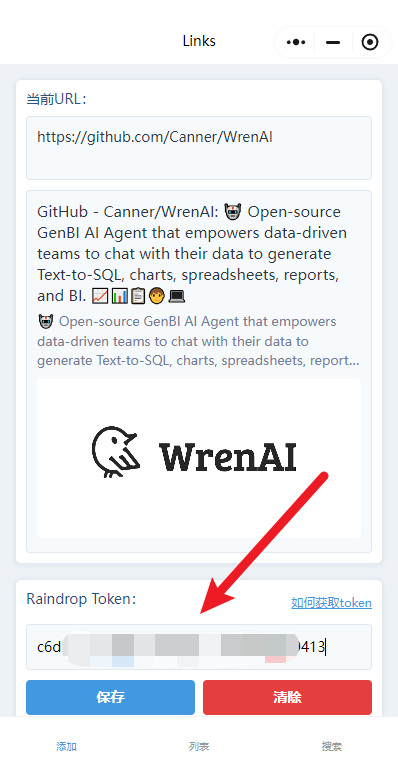 Links
当前URL：
https://github.com/Canner/WrenAI
GitHub - Canner/WrenAI: 🤖 Open-source
GenBI AI Agent that empowers data-driven
teams to chat with their data to generate
Text-to-SQL, charts, spreadsheets, reports,
and BI. 📈📊📋🧑💻
🤖 Open-source GenBI AI Agent that empowers
data-driven teams to chat with their data to
generate Text-to-SQL, charts, spreadsheets, report...
WrenAI
Raindrop Token：
如何获取token
c6d 413
保存
清除
添加
列表
搜索